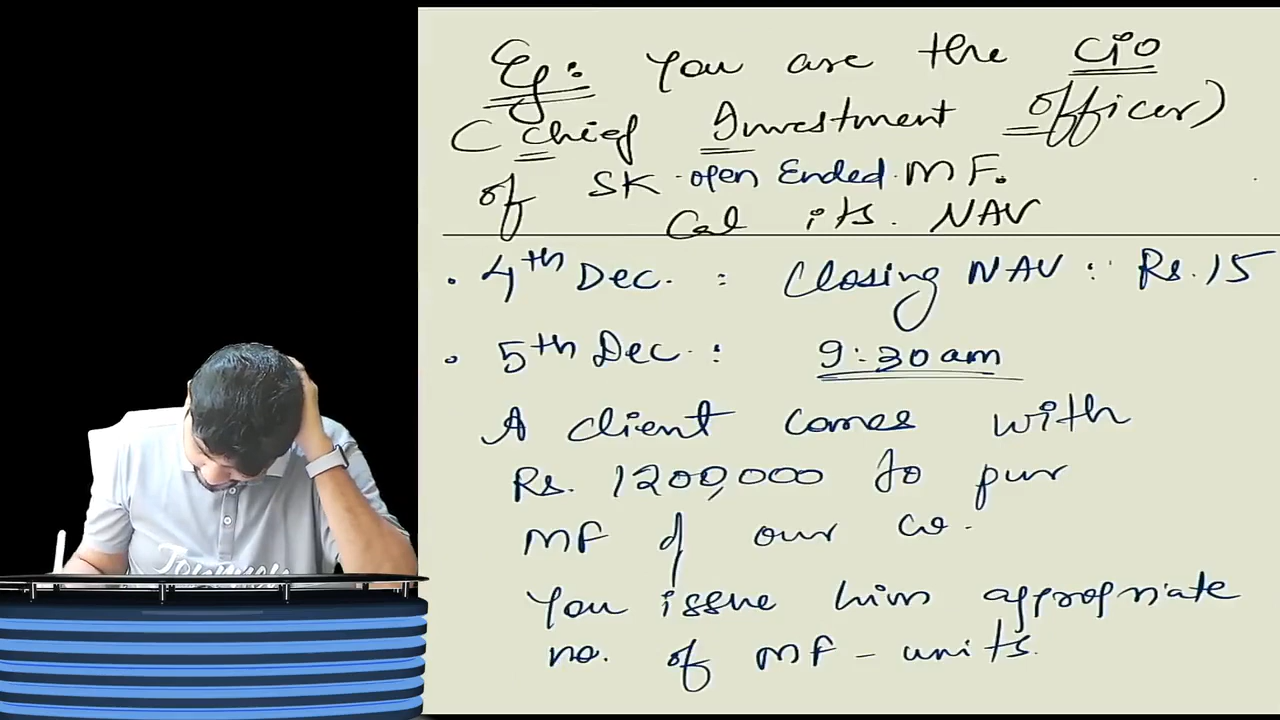 Eg: You are the CIO
(Chief Investment Officer)
of SK open Ended MF.
Cal its. NAV
• 4th Dec. : Closing NAV : Rs. 15
• 5th Dec. : 9:30am
A client comes with
Rs. 1200,000 to pur
MF of our co.
You issue him appropriate
no. of MF - units.